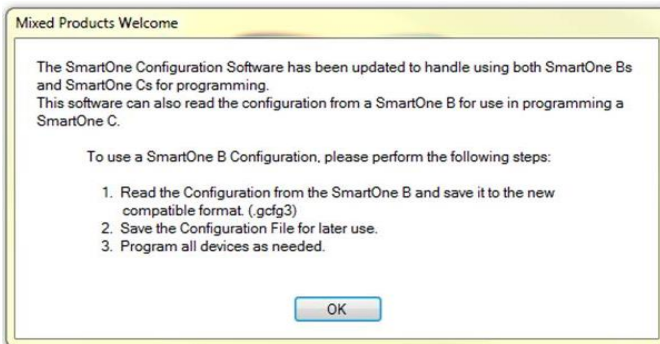 Mixed Products Welcome
The SmartOne Configuration Software has been updated to handle using both SmartOne Bs
and SmartOne Cs for programming.
This software can also read the configuration from a SmartOne B for use in programming a
SmartOne C.
To use a SmartOne B Configuration, please perform the following steps:
1. Read the Configuration from the SmartOne B and save it to the new
compatible format. (.gcfg3)
2. Save the Configuration File for later use.
3. Program all devices as needed.
OK